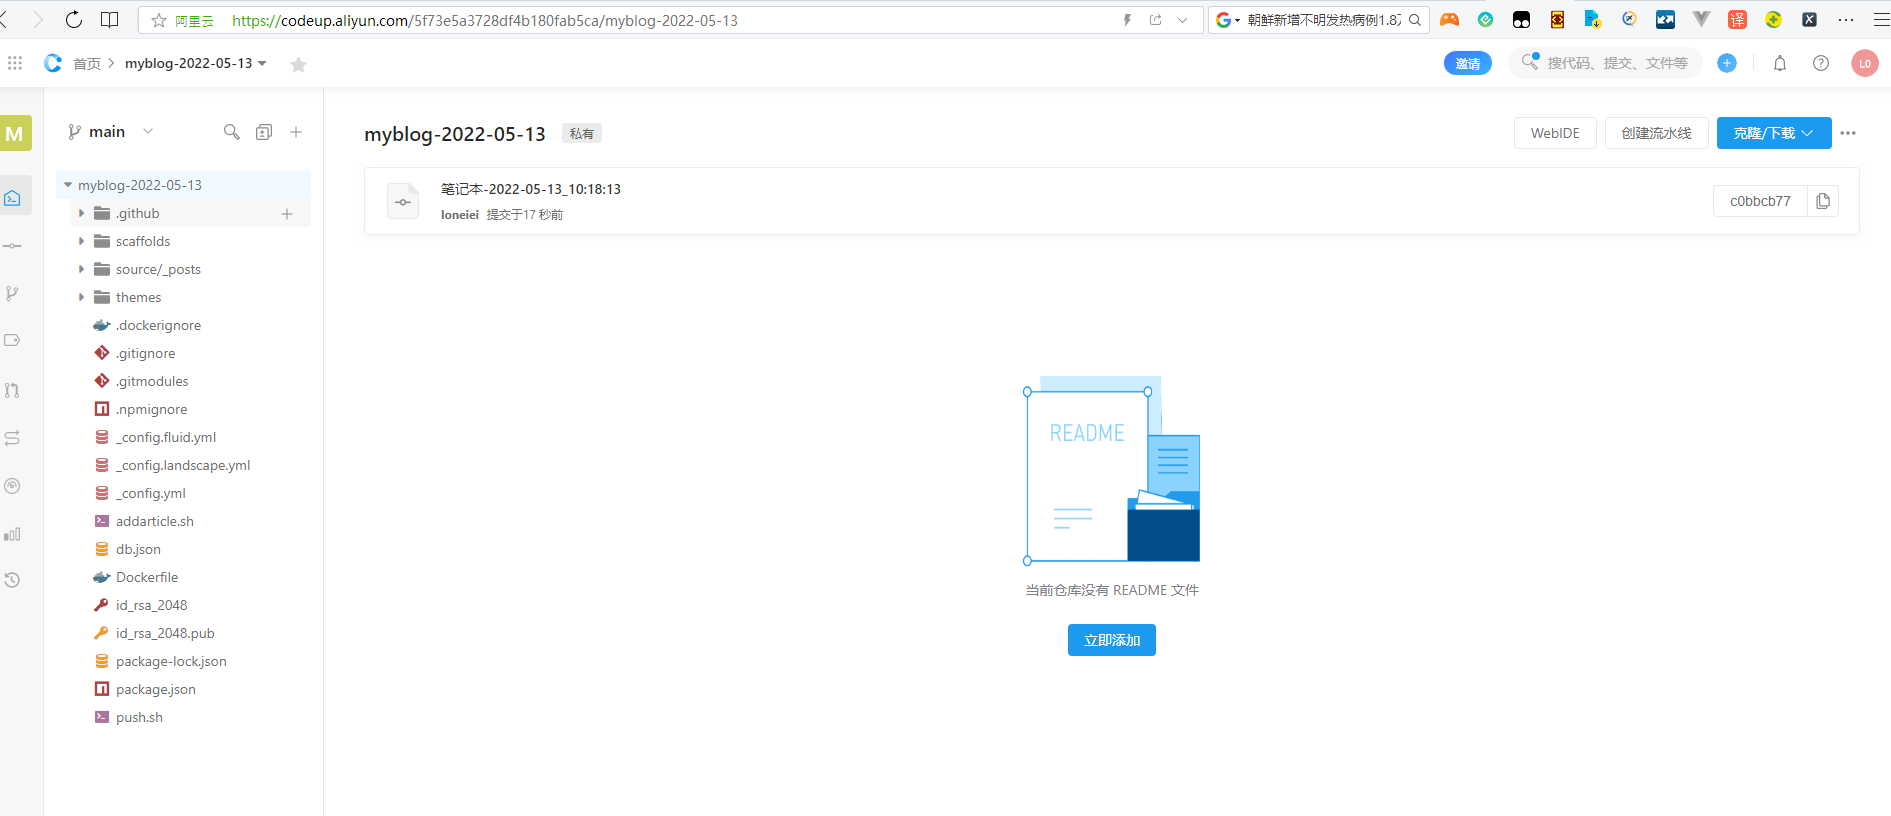 阿里云 https://codeup.aliyun.com/5f73e5a3728df4b180fab5ca/myblog-2022-05-13
朝鲜新增不明发热病例1.8
译
首页 myblog-2022-05-13
邀请
搜代码、提交、文件等
LO
M
main
myblog-2022-05-13
.github
scaffolds
source/_posts
themes
.dockerignore
.gitignore
.gitmodules
.npmignore
_config.fluid.yml
_config.landscape.yml
_config.yml
addarticle.sh
db.json
Dockerfile
id_rsa_2048
id_rsa_2048.pub
package-lock.json
package.json
push.sh
myblog-2022-05-13 私有
WebIDE
创建流水线
克隆/下载
笔记本-2022-05-13_10:18:13
loneiei 提交于17 秒前
c0bbcb77
README
当前仓库没有 README 文件
立即添加